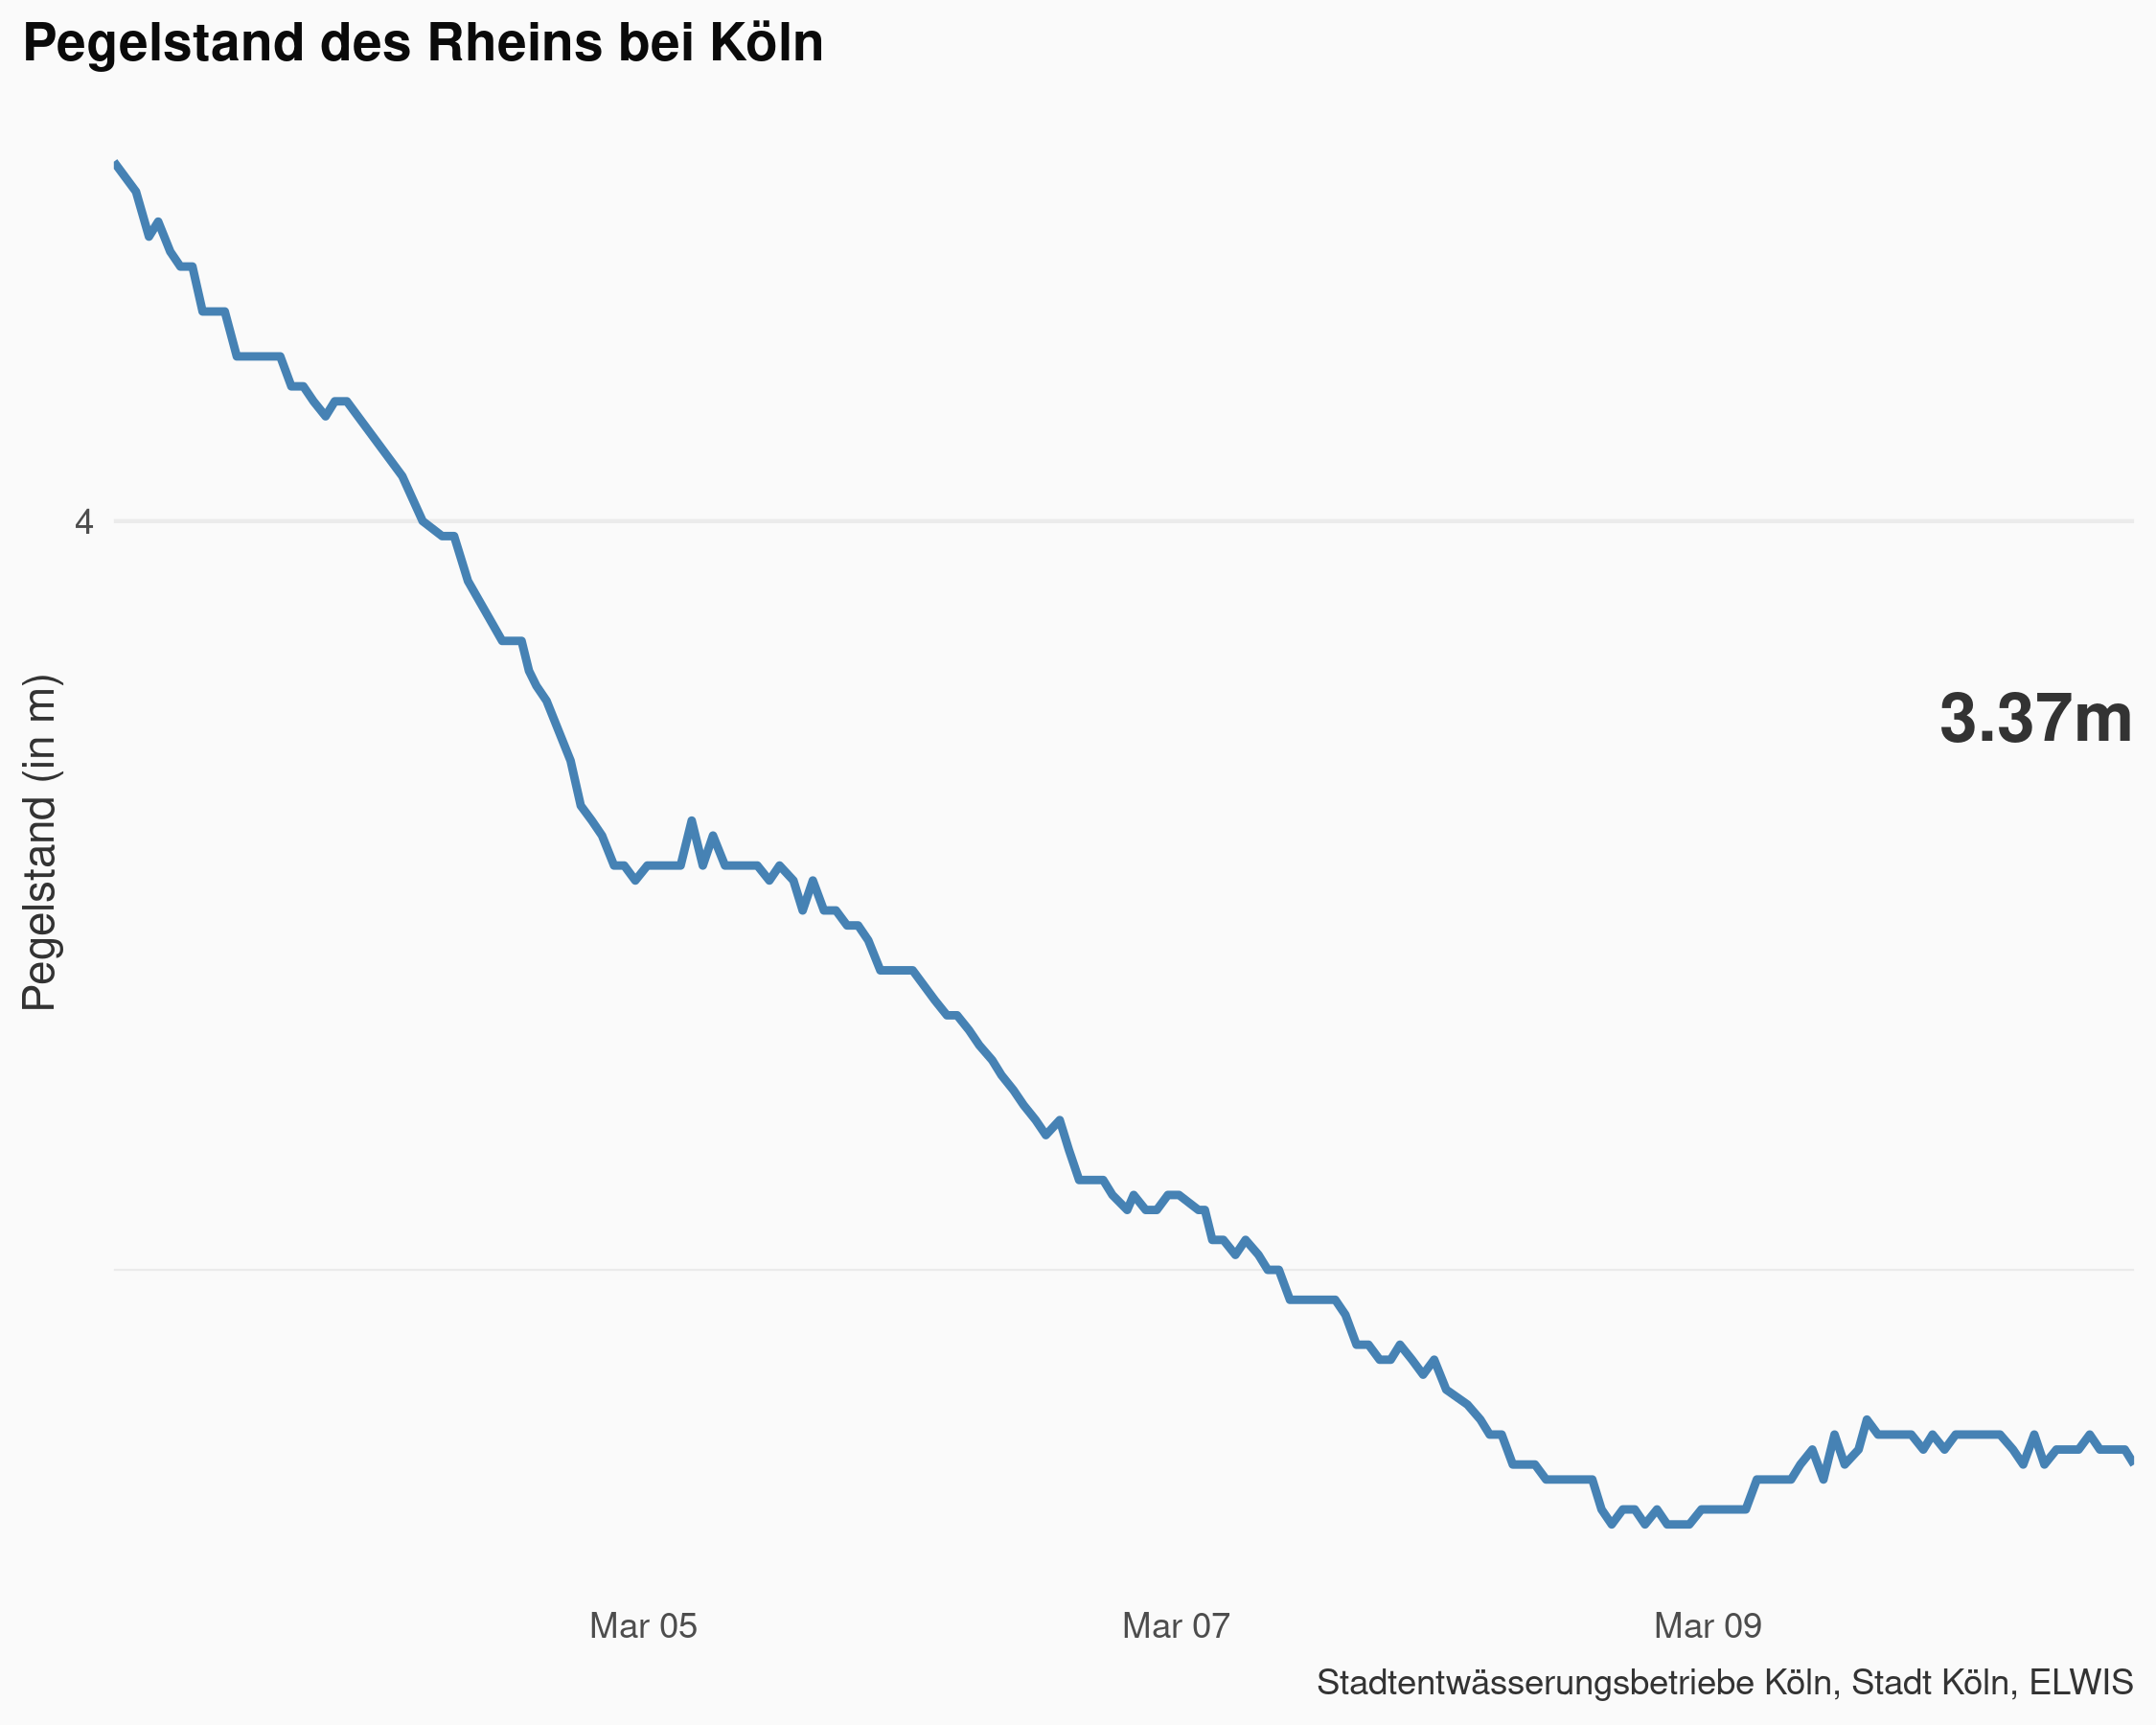 Pegelstand des Rheins bei Köln
4
Pegelstand (in m)
3.37m
Mar 05
Mar 07
Mar 09
Stadtentwässerungsbetriebe Köln, Stadt Köln, ELWIS